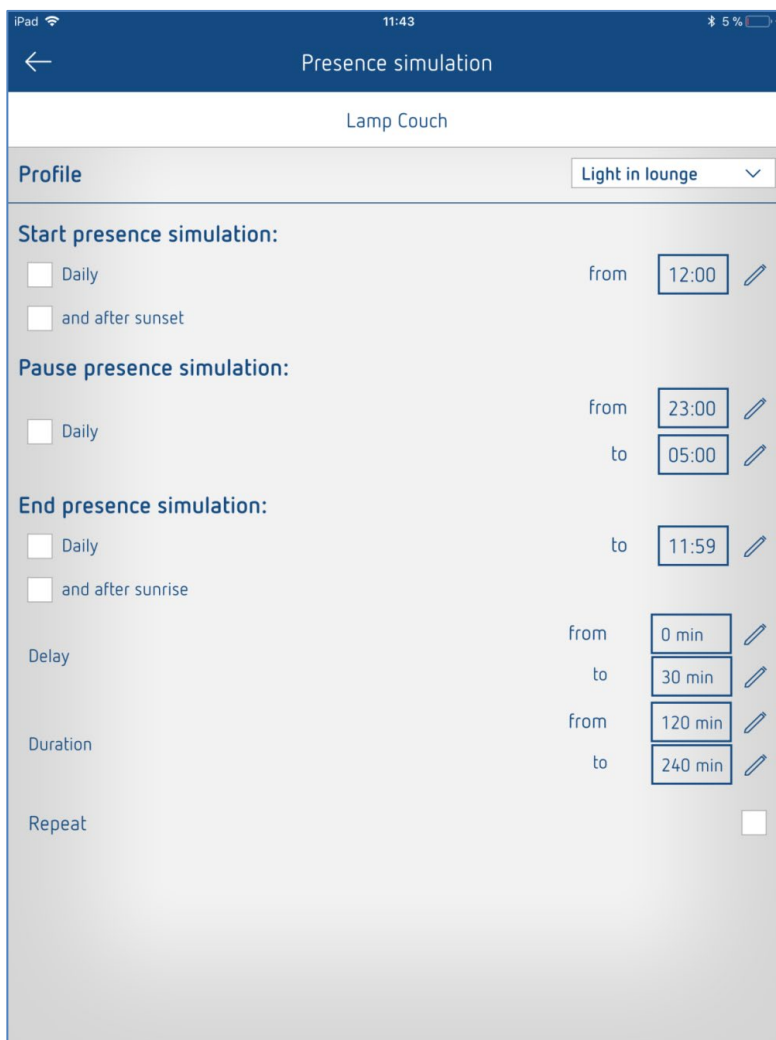 iPad 11:43 5 %
Presence simulation
Lamp Couch
Profile Light in lounge
Start presence simulation:
Daily from 12:00
and after sunset
Pause presence simulation:
from 23:00
Daily
to 05:00
End presence simulation:
Daily to 11:59
and after sunrise
from 0 min
Delay
to 30 min
from 120 min
Duration
to 240 min
Repeat